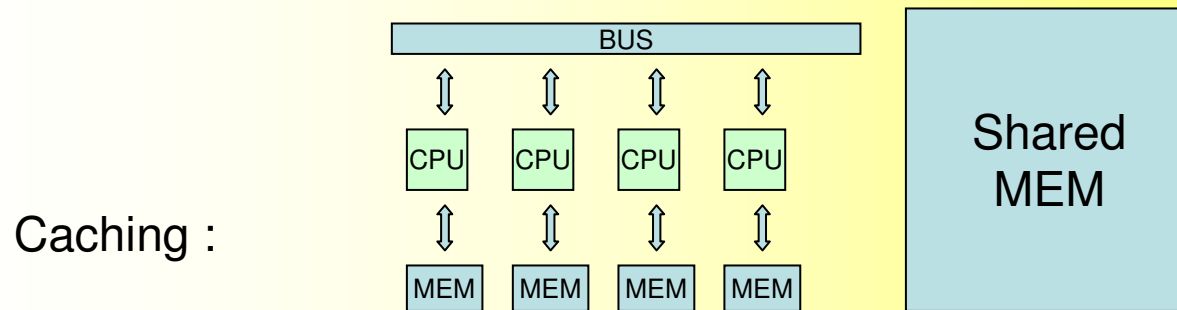 BUS
CPU CPU CPU CPU
Shared
MEM
Caching :
MEM MEM MEM MEM